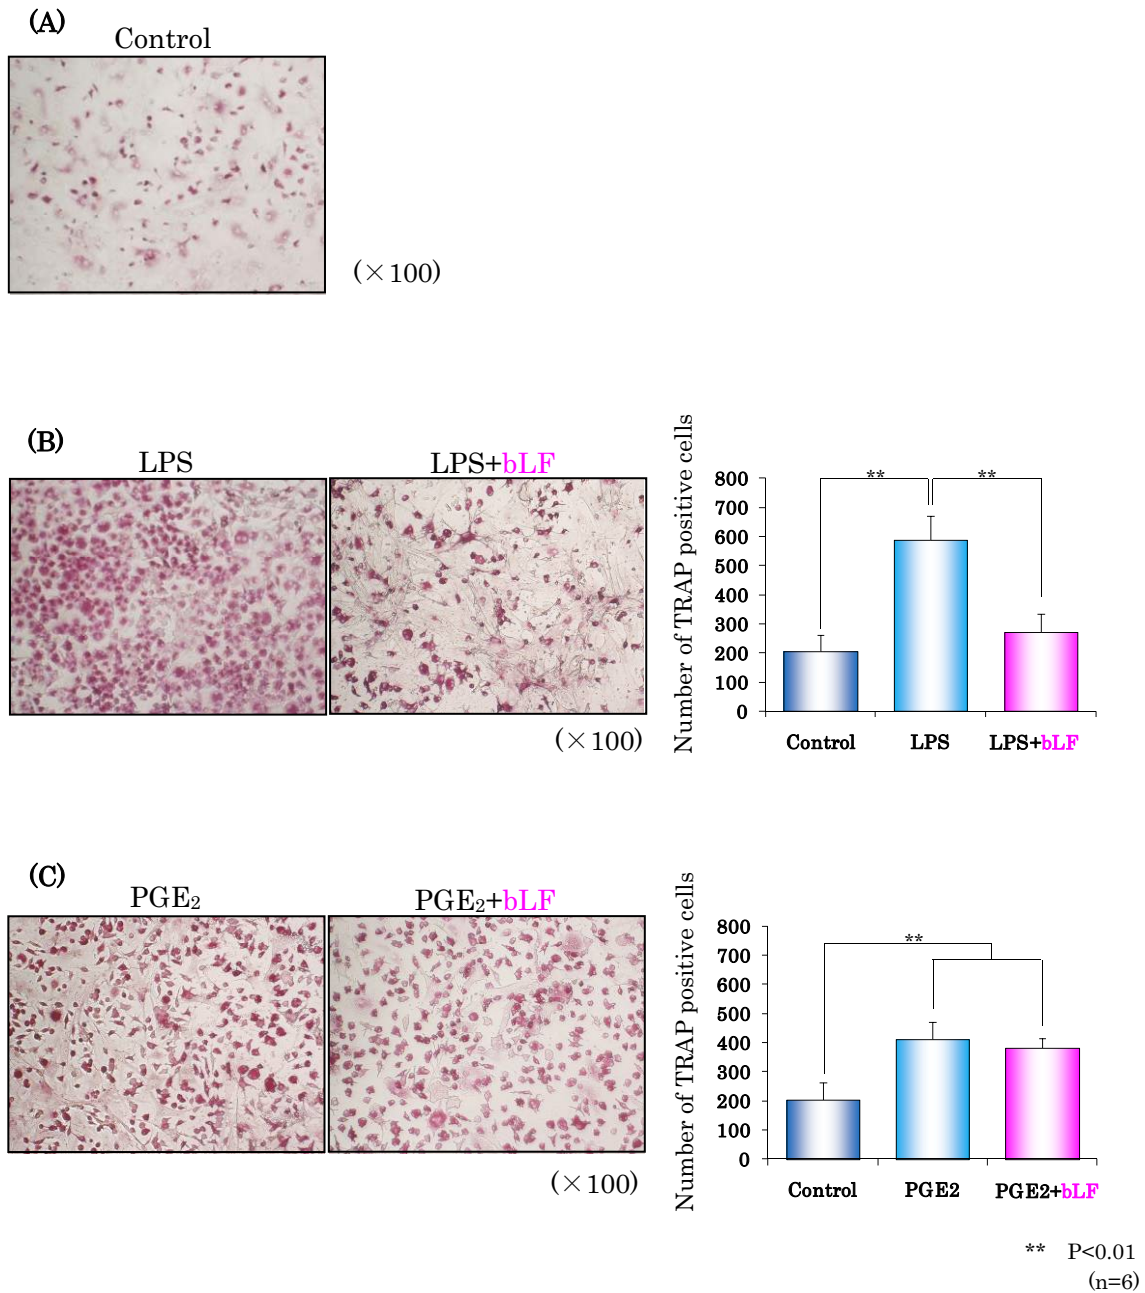 (A)
Control
(×100)
(B)
LPS
LPS+bLF
(×100)
Number of TRAP positive cells
800
700
600
500
400
300
200
100
0
**
**
Control
LPS
LPS+bLF
(C)
PGE₂
PGE₂+bLF
(×100)
Number of TRAP positive cells
800
700
600
500
400
300
200
100
0
**
Control
PGE2
PGE2+bLF
** P<0.01
(n=6)